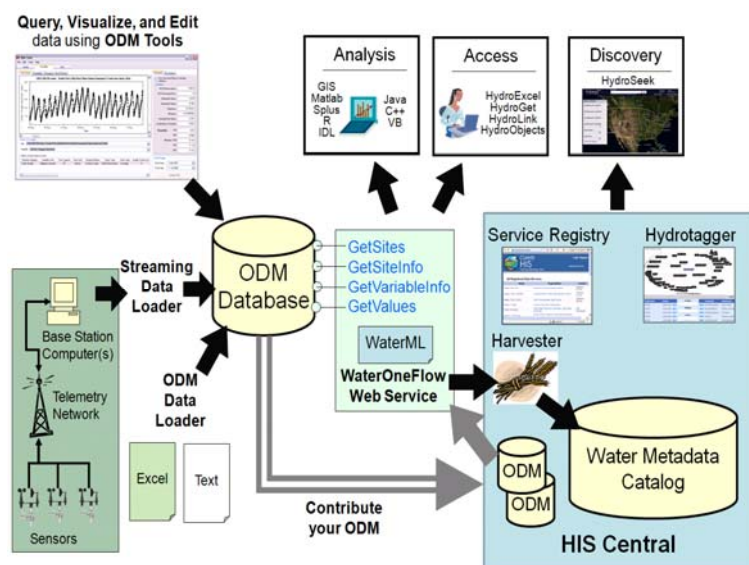 Query, Visualize, and Edit
data using ODM Tools
Analysis
GIS
Matlab
Splus
R
IDL
Java
C++
VB
Access
HydroExcel
HydroGet
HydroLink
HydroObjects
Discovery
HydroSeek
Streaming
Data
Loader
ODM
Database
GetSites
GetSiteInfo
GetVariableInfo
GetValues
WaterML
WaterOneFlow
Web Service
Service Registry
HIS
Hydrotagger
Harvester
Water Metadata
Catalog
ODM
ODM
HIS Central
Base Station
Computer(s)
Telemetry
Network
Sensors
ODM
Data
Loader
Excel
Text
Contribute
your ODM